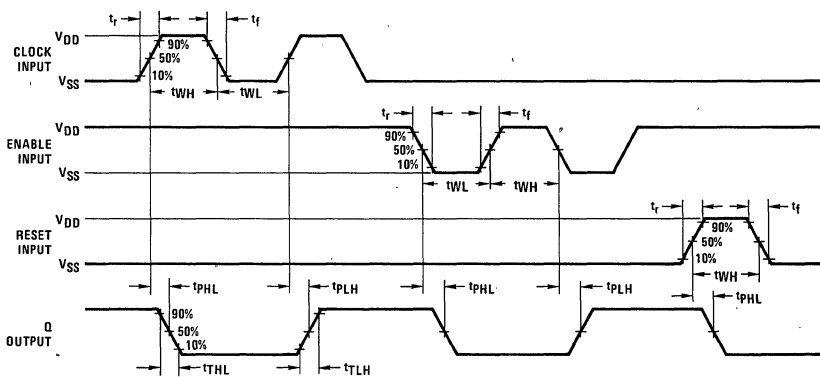 tr
tf
VDD
CLOCK
INPUT
VSS
90%
50%
10%
tWH
tWL
tr
tf
VDD
ENABLE
INPUT
VSS
90%
50%
10%
tWL
tWH
tr
tf
VDD
RESET
INPUT
VSS
90%
50%
10%
tWH
tPHL
tPLH
tPHL
tPLH
tPHL
Q
OUTPUT
90%
50%
10%
tTHL
tTLH